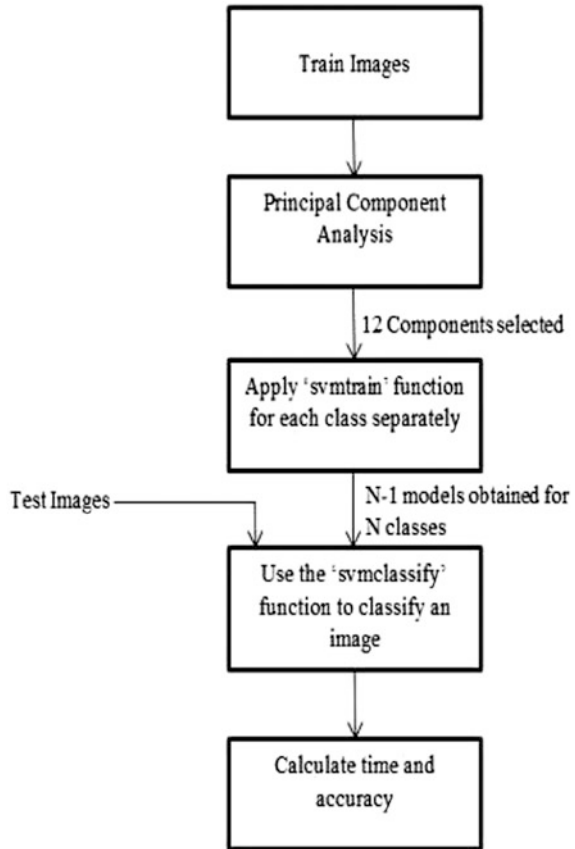 Train Images
Principal Component
Analysis
12 Components selected
Apply ‘svmtrain’ function
for each class separately
N-1 models obtained for
N classes
Test Images
Use the ‘svmclassify’
function to classify an
image
Calculate time and
accuracy